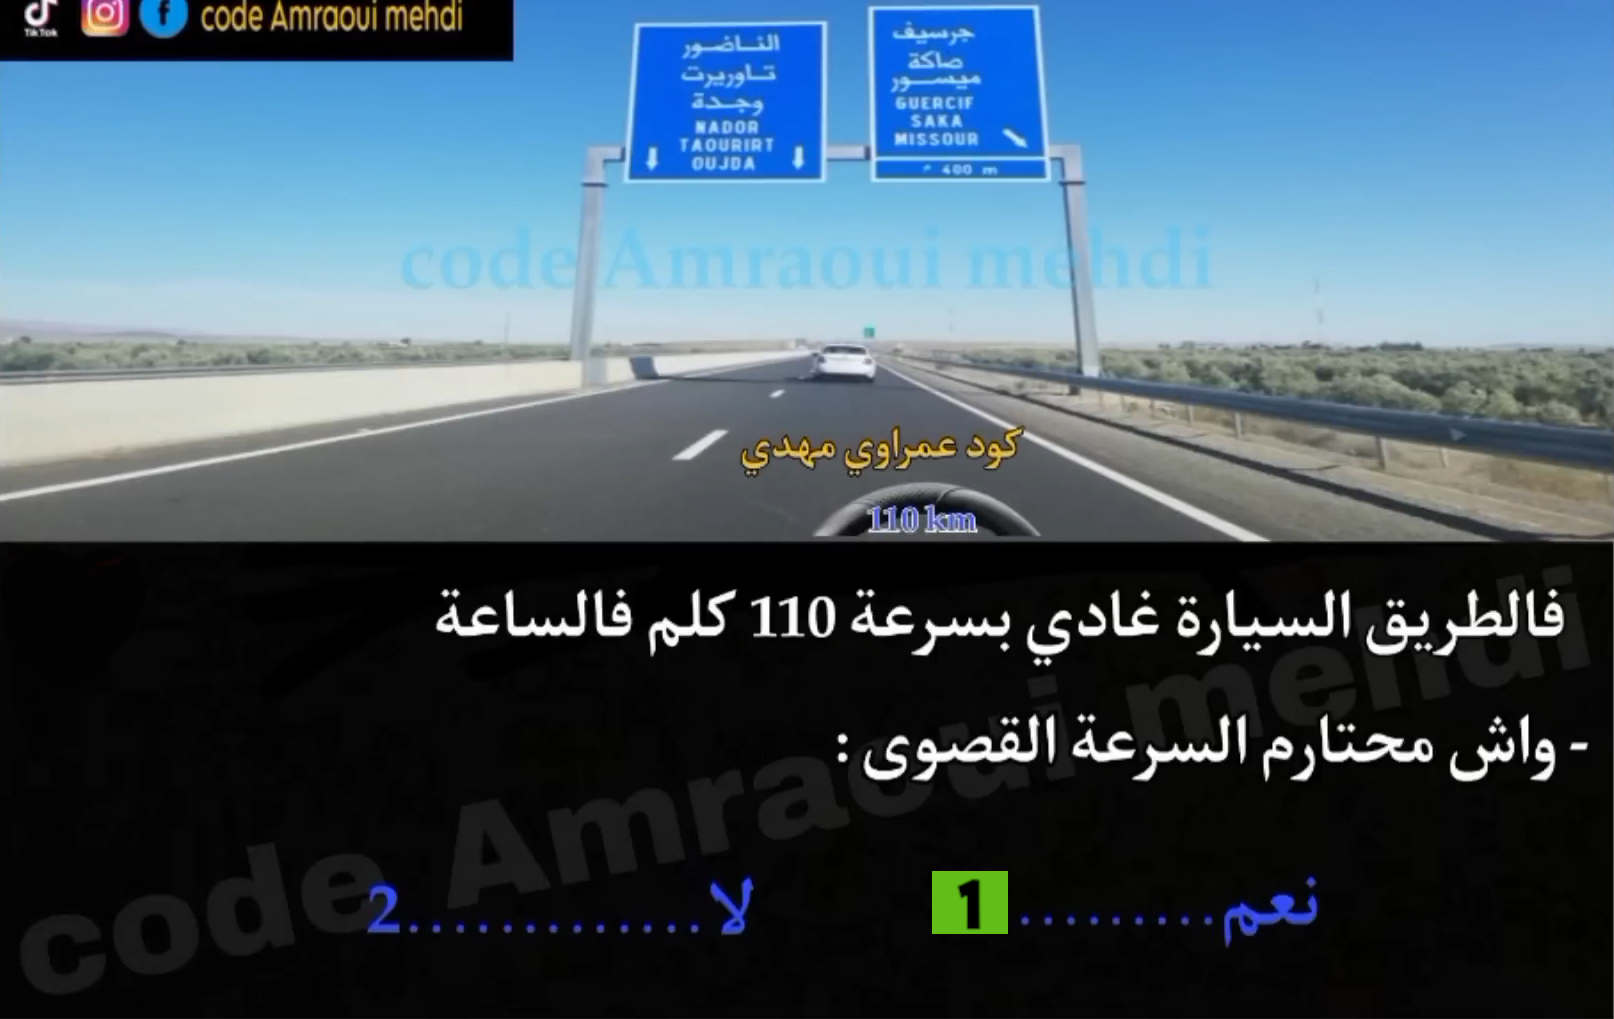 TikTok
code Amraoui mehdi
الناضور
تاوريرت
وجدة
NADOR
TAOURIRT
OUJDA
جرسيف
صاكة
ميسور
GUERCIF
SAKA
MISSOUR
400 m م
code Amraoui mehdi
كود عمراوي مهدي
110 km
فالطريق السيارة غادي بسرعة 110 كلم فالساعة
- واش محتارم السرعة القصوى :
نعم.........1
لا.............2
code Amraoui mehdi